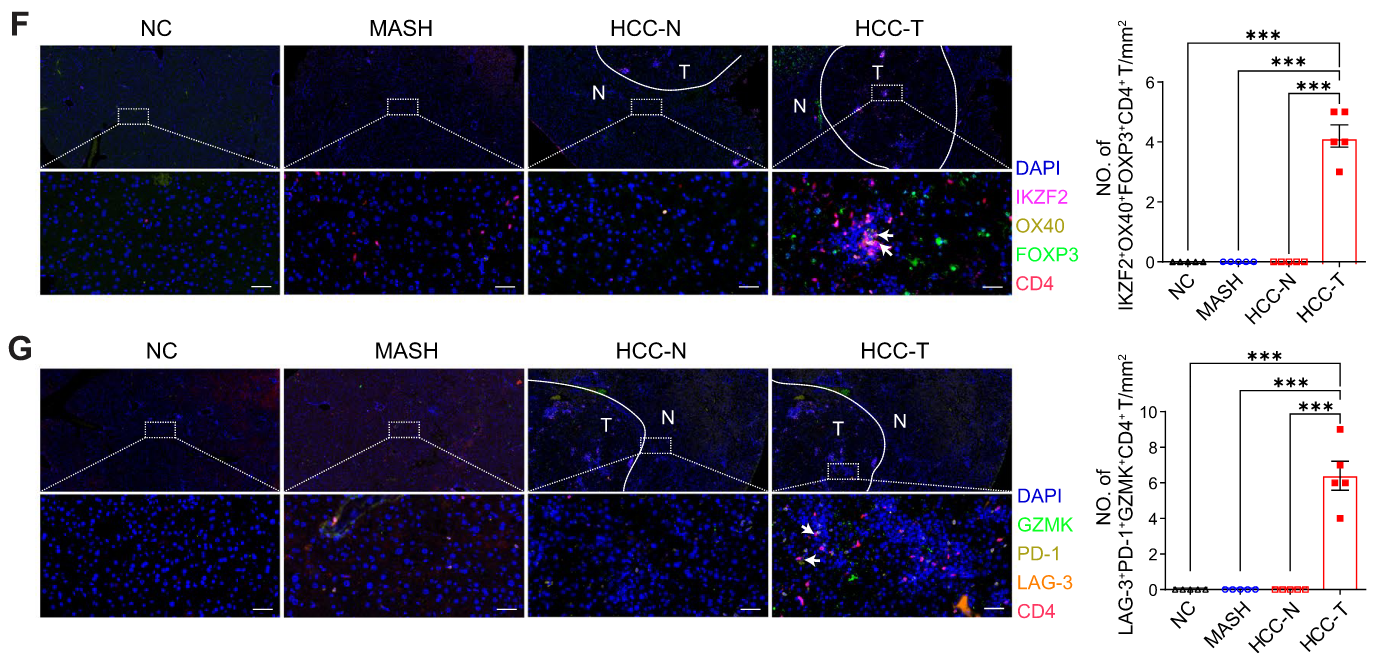 F
NC
MASH
HCC-N
HCC-T
T
N
T
N
DAPI
IKZF2
OX40
FOXP3
CD4
NO. of
IKZF2⁺OX40⁺FOXP3⁺CD4⁺ T/mm²
***
***
***
6
4
2
0
NC
MASH
HCC-N
HCC-T
G
NC
MASH
HCC-N
HCC-T
T
N
T
N
DAPI
GZMK
PD-1
LAG-3
CD4
NO. of
LAG-3⁺PD-1⁺GZMK⁺CD4⁺ T/mm²
***
***
***
10
8
6
4
2
0
NC
MASH
HCC-N
HCC-T